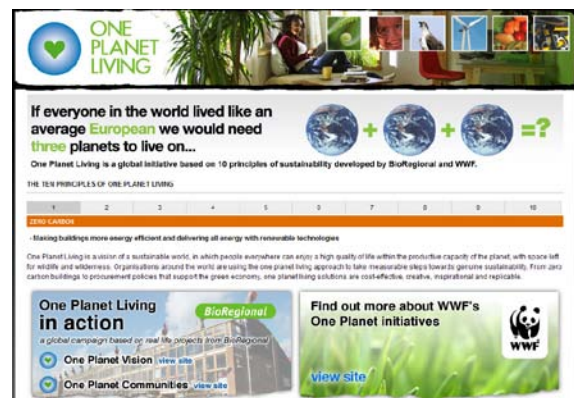 ONE
PLANET
LIVING
If everyone in the world lived like an
average European we would need
three planets to live on...
+ + =?
One Planet Living is a global initiative based on 10 principles of sustainability developed by BioRegional and WWF.
THE TEN PRINCIPLES OF ONE PLANET LIVING
1 2 3 4 5 6 7 8 9 10
ZERO CARBON
- Making buildings more energy efficient and delivering all energy with renewable technologies
One Planet Living is a vision of a sustainable world, in which people everywhere can enjoy a high quality of life within the productive capacity of the planet, with space left
for wildlife and wilderness. Organisations around the world are using the one planet living approach to take measurable steps towards genuine sustainability. From zero
carbon buildings to procurement policies that support the green economy, one planet living solutions are cost-effective, creative, inspirational and replicable.
One Planet Living
in action
BioRegional
a global campaign based on real life projects from BioRegional
One Planet Vision view site
One Planet Communities view site
Find out more about WWF's
One Planet initiatives
WWF
view site